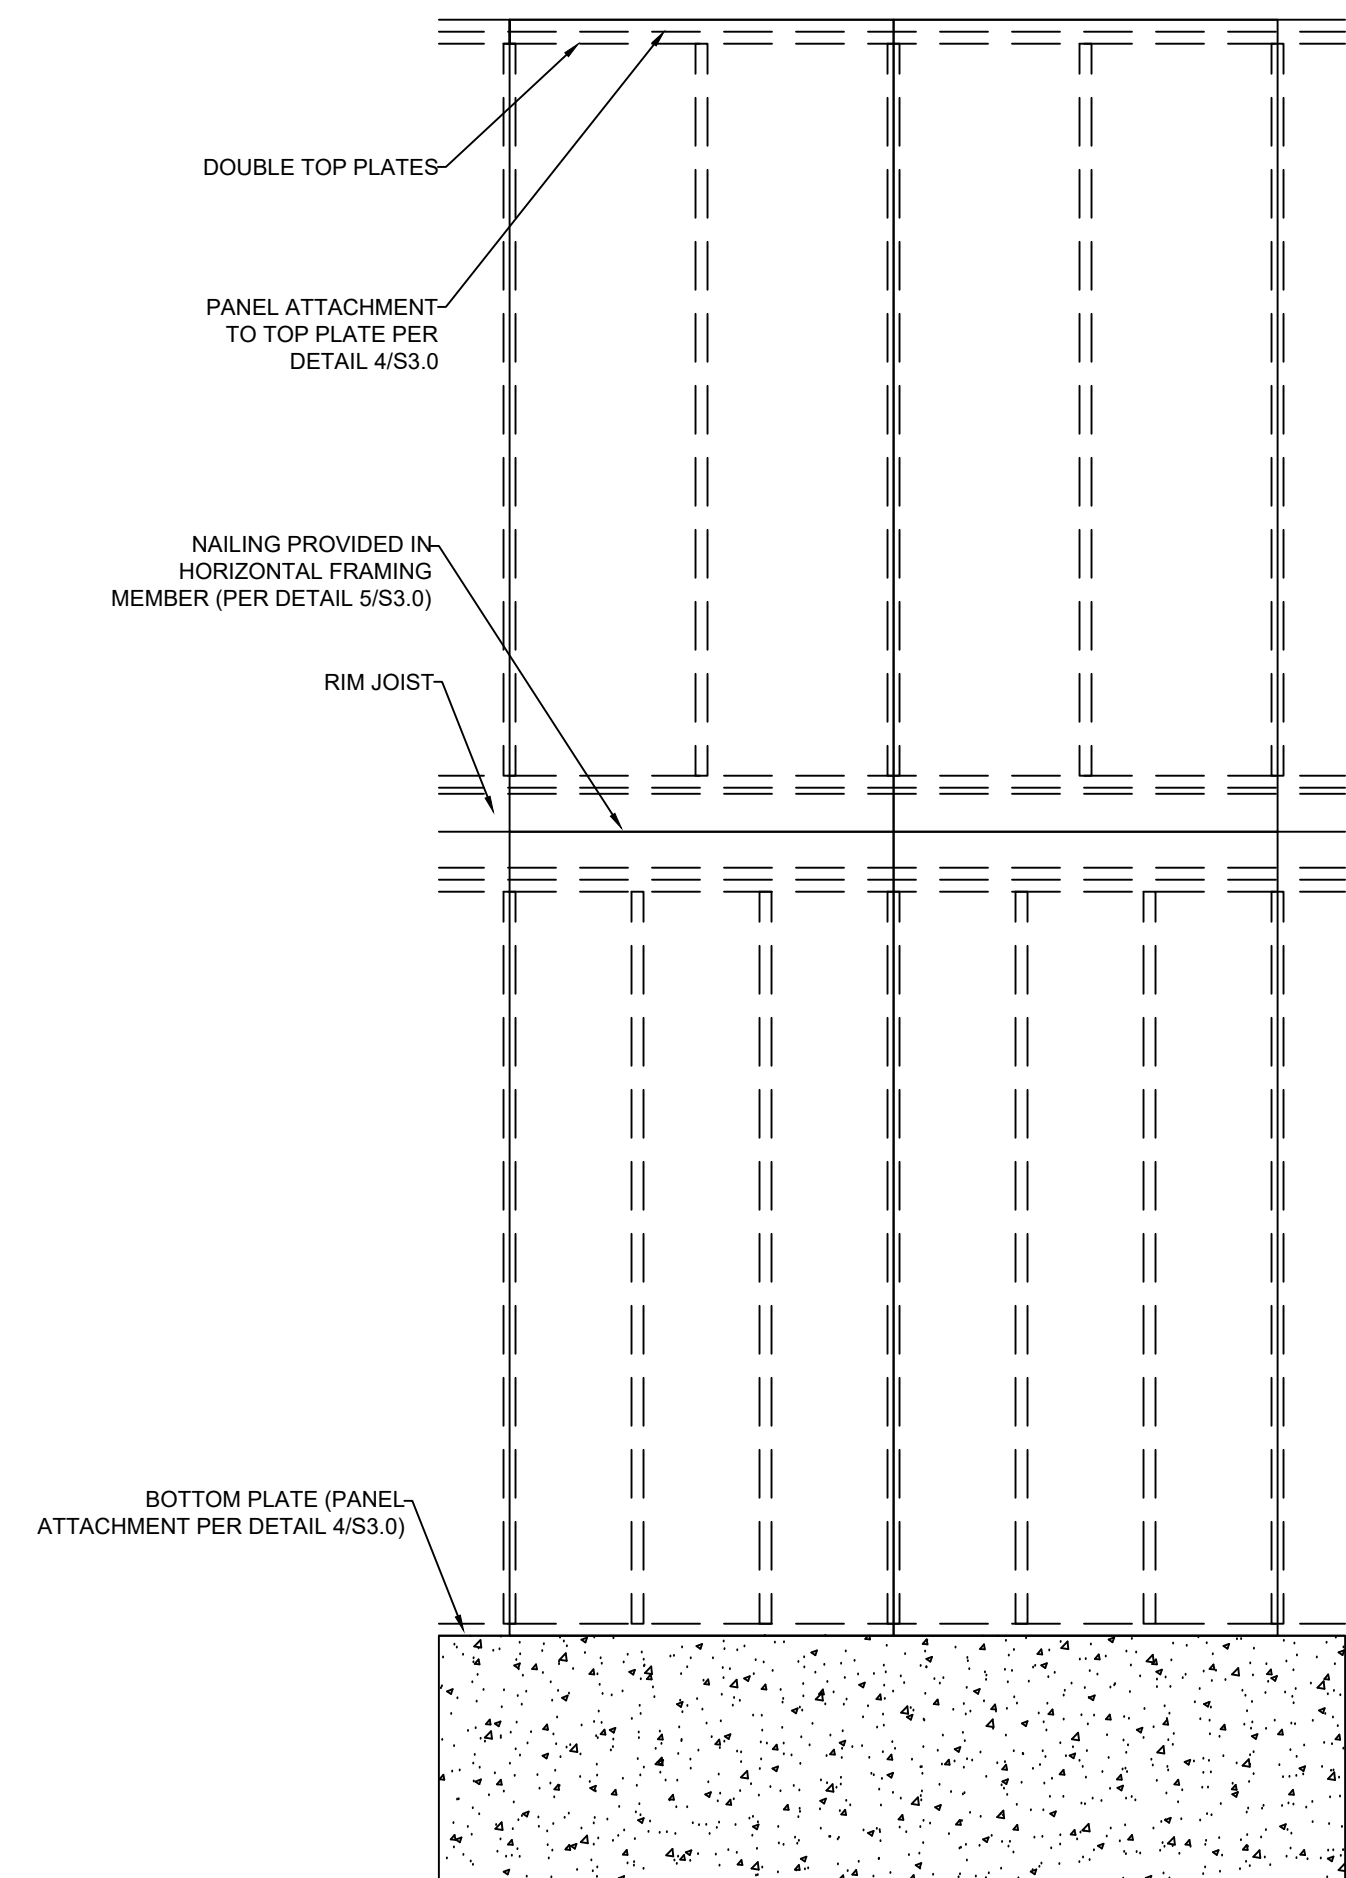 DOUBLE TOP PLATES
PANEL ATTACHMENT
TO TOP PLATE PER
DETAIL 4/S3.0
NAILING PROVIDED IN
HORIZONTAL FRAMING
MEMBER (PER DETAIL 5/S3.0)
RIM JOIST
BOTTOM PLATE (PANEL
ATTACHMENT PER DETAIL 4/S3.0)